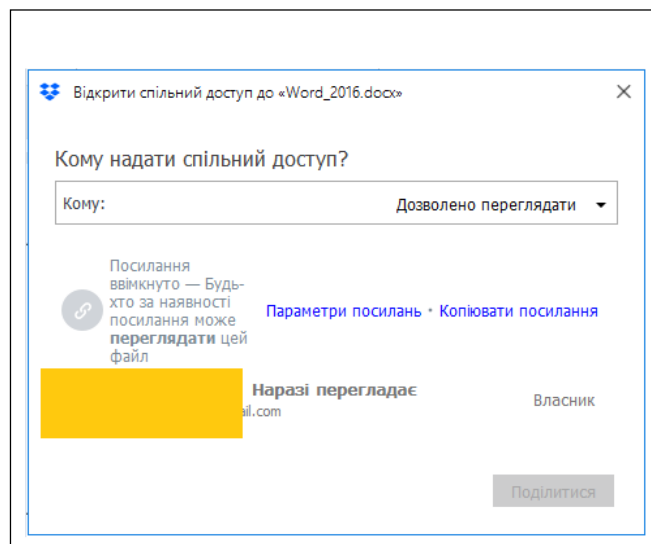 Відкрити спільний доступ до «Word_2016.docx»
Кому надати спільний доступ?
Кому:
Дозволено переглядати
Посилання
ввімкнуто — Будь-
хто за наявності
посилання може
переглядати цей
файл
Параметри посилань • Копіювати посилання
Наразі переглaдає
ail.com
Власник
Поділитися